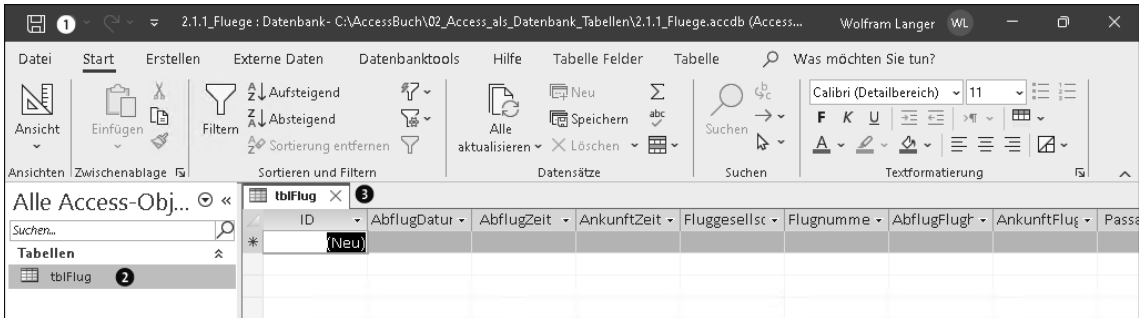 1 2.1.1_Fluege : Datenbank- C:\AccessBuch\02_Access_als_Datenbank_Tabellen\2.1.1_Fluege.accdb (Access... Wolfram Langer WL
Datei Start Erstellen Externe Daten Datenbanktools Hilfe Tabelle Felder Tabelle Was möchten Sie tun?
Ansicht
Einfügen
Filtern
Aufsteigend
Absteigend
Sortierung entfernen
Alle
aktualisieren
Neu
Speichern
Löschen
Suchen
Calibri (Detailbereich) 11
F K U
Ansichten Zwischenablage Sortieren und Filtern Datensätze Suchen Textformatierung
Alle Access-Obj... «
Suchen...
Tabellen
tblFlug 2
tblFlug 3
ID AbflugDatur AbflugZeit AnkunftZeit Fluggesellsc Flugnumme AbflugFlugh AnkunftFlug Passa
* (Neu)